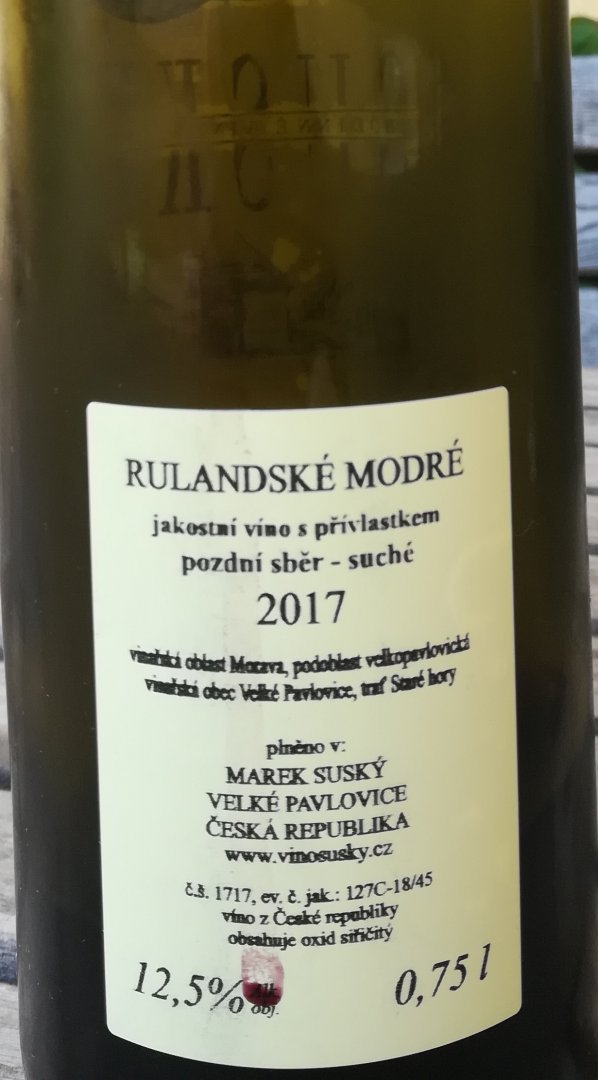 RULANDSKÉ MODRÉ
jakostní víno s přívlastkem
pozdní sběr - suché
2017
vinařská oblast Morava, podoblast velkopavlovická
vinařská obec Velké Pavlovice, trať Staré hory
plněno v:
MAREK SUSKÝ
VELKÉ PAVLOVICE
ČESKÁ REPUBLIKA
www.vinosusky.cz
č.š. 1717, ev. č. jak.: 127C-18/45
víno z České republiky
obsahuje oxid siřičitý
12,5% alk. obj. 0,75 l